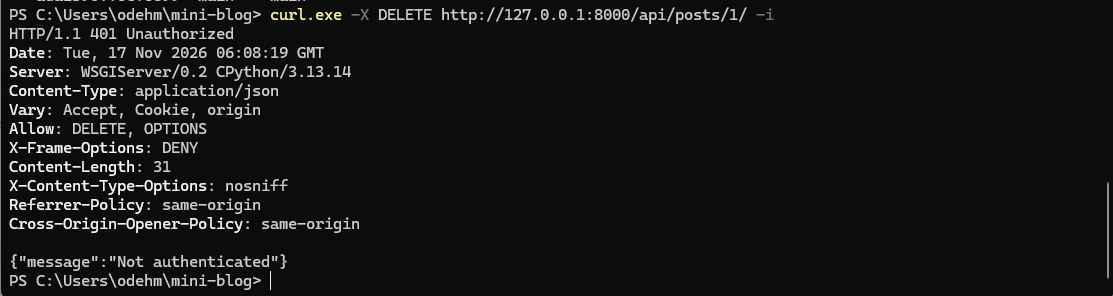 PS C:\Users\odehm\mini-blog> curl.exe -X DELETE http://127.0.0.1:8000/api/posts/1/ -i
HTTP/1.1 401 Unauthorized
Date: Tue, 17 Nov 2026 06:08:19 GMT
Server: WSGIServer/0.2 CPython/3.13.14
Content-Type: application/json
Vary: Accept, Cookie, origin
Allow: DELETE, OPTIONS
X-Frame-Options: DENY
Content-Length: 31
X-Content-Type-Options: nosniff
Referrer-Policy: same-origin
Cross-Origin-Opener-Policy: same-origin

{"message":"Not authenticated"}
PS C:\Users\odehm\mini-blog>